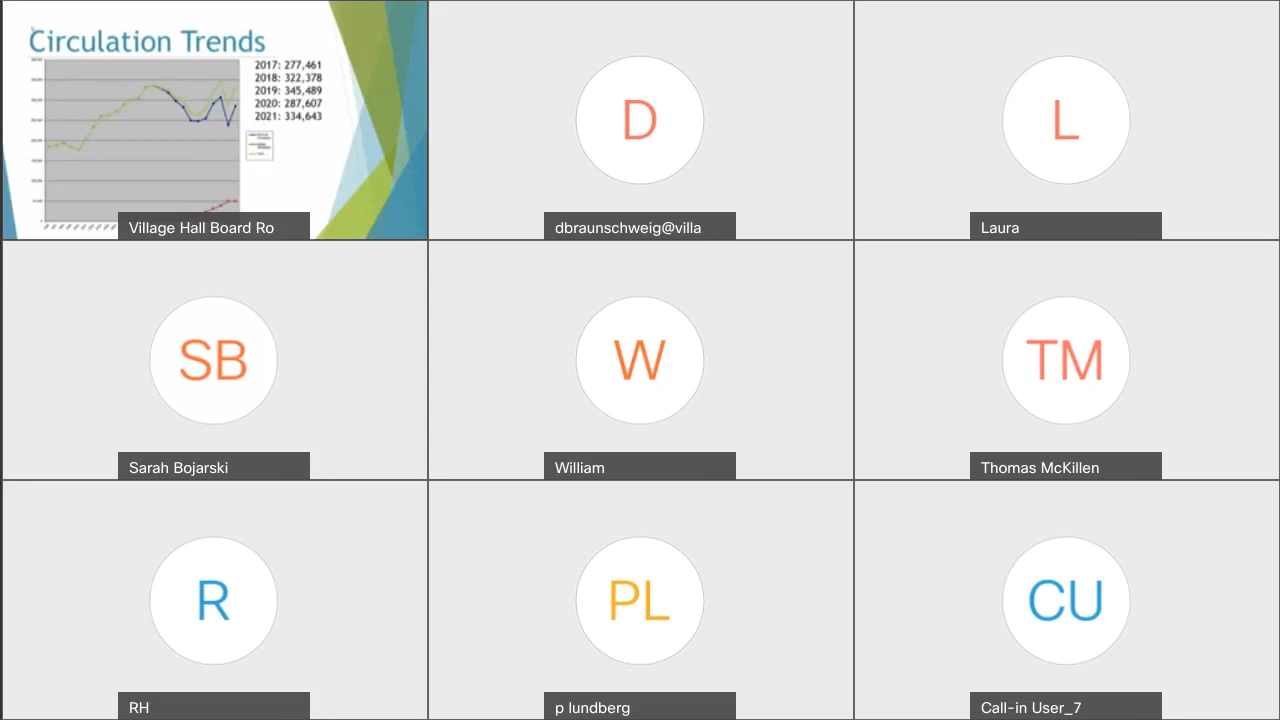 Circulation Trends
2017: 277,461
2018: 322,378
2019: 345,489
2020: 287,607
2021: 334,643
Village Hall Board Ro
D
dbraunschweig@villa
L
Laura
SB
Sarah Bojarski
W
William
TM
Thomas McKillen
R
RH
PL
p lundberg
CU
Call-in User_7